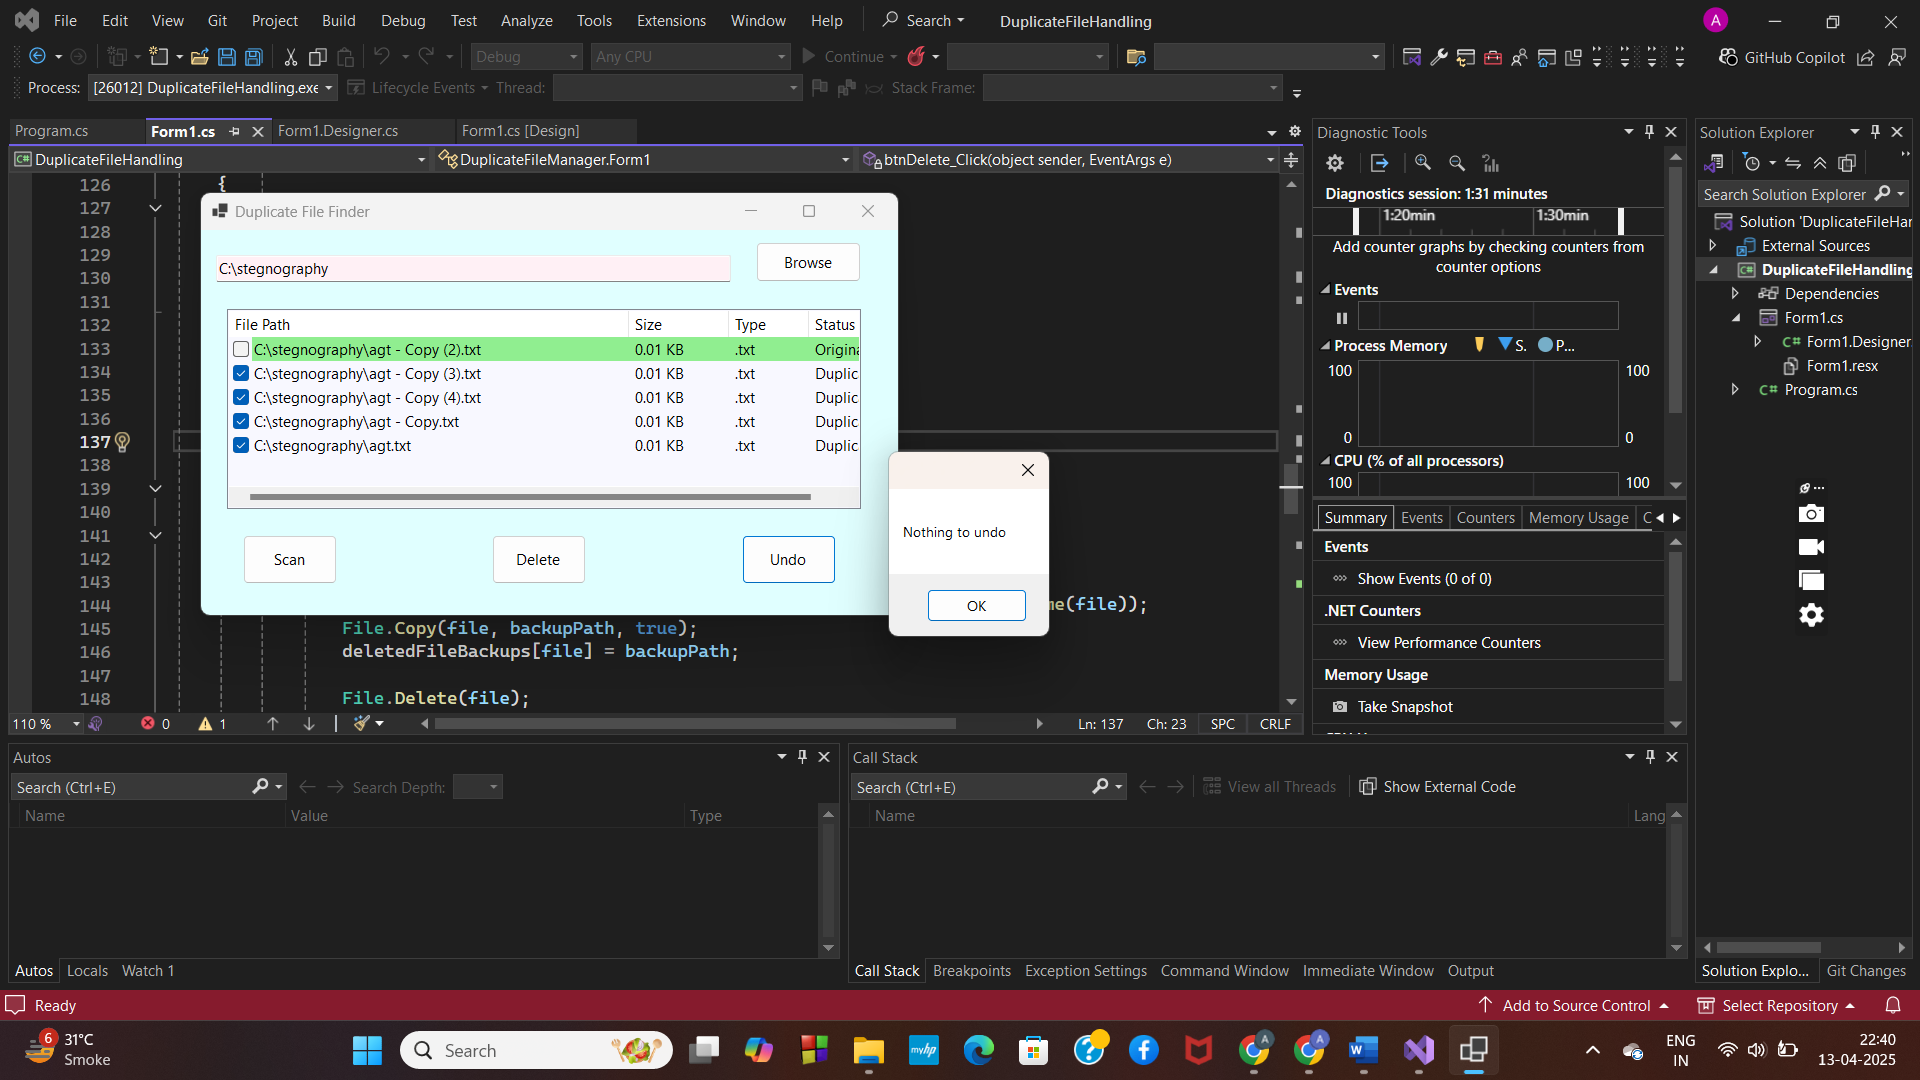 File Edit View Git Project Build Debug Test Analyze Tools Extensions Window Help Search DuplicateFileHandling A
Debug Any CPU Continue GitHub Copilot
Process: [26012] DuplicateFileHandling.exe Lifecycle Events Thread: Stack Frame:
Program.cs Form1.cs Form1.Designer.cs Form1.cs [Design]
C# DuplicateFileHandling DuplicateFileManager.Form1 btnDelete_Click(object sender, EventArgs e)
126 {
127
128
129
130
131
132
133
134
135
136
137
138
139
140
141
142
143
144 me(file));
145 File.Copy(file, backupPath, true);
146 deletedFileBackups[file] = backupPath;
147
148 File.Delete(file);
Duplicate File Finder
C:\stegnography
Browse
File Path Size Type Status
C:\stegnography\agt - Copy (2).txt 0.01 KB .txt Origina
C:\stegnography\agt - Copy (3).txt 0.01 KB .txt Duplic
C:\stegnography\agt - Copy (4).txt 0.01 KB .txt Duplic
C:\stegnography\agt - Copy.txt 0.01 KB .txt Duplic
C:\stegnography\agt.txt 0.01 KB .txt Duplic
Scan Delete Undo
Nothing to undo
OK
110 % 0 1 Ln: 137 Ch: 23 SPC CRLF
Diagnostic Tools
Diagnostics session: 1:31 minutes
1:20min 1:30min
Add counter graphs by checking counters from
counter options
Events
Process Memory S. P...
100 100
0 0
CPU (% of all processors)
100 100
Summary Events Counters Memory Usage C
Events
Show Events (0 of 0)
.NET Counters
View Performance Counters
Memory Usage
Take Snapshot
Solution Explorer
Search Solution Explorer
Solution 'DuplicateFileHar
External Sources
C# DuplicateFileHandling
Dependencies
Form1.cs
C# Form1.Designer.
Form1.resx
C# Program.cs
Autos
Search (Ctrl+E) Search Depth:
Name Value Type
Autos Locals Watch 1
Call Stack
Search (Ctrl+E) View all Threads Show External Code
Name Lang
Call Stack Breakpoints Exception Settings Command Window Immediate Window Output
Solution Explo... Git Changes
Ready Add to Source Control Select Repository
6 31°C
Smoke
Search
myhp
A A W
ENG
IN
22:40
13-04-2025